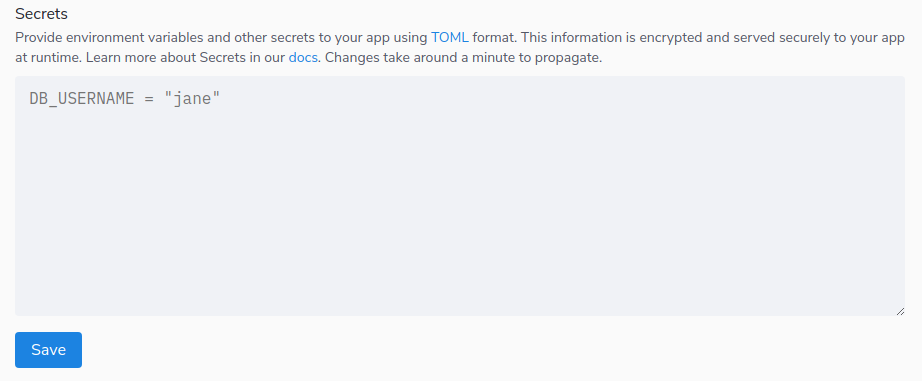 Secrets
Provide environment variables and other secrets to your app using TOML format. This information is encrypted and served securely to your app
at runtime. Learn more about Secrets in our docs. Changes take around a minute to propagate.
DB_USERNAME = "jane"
Save